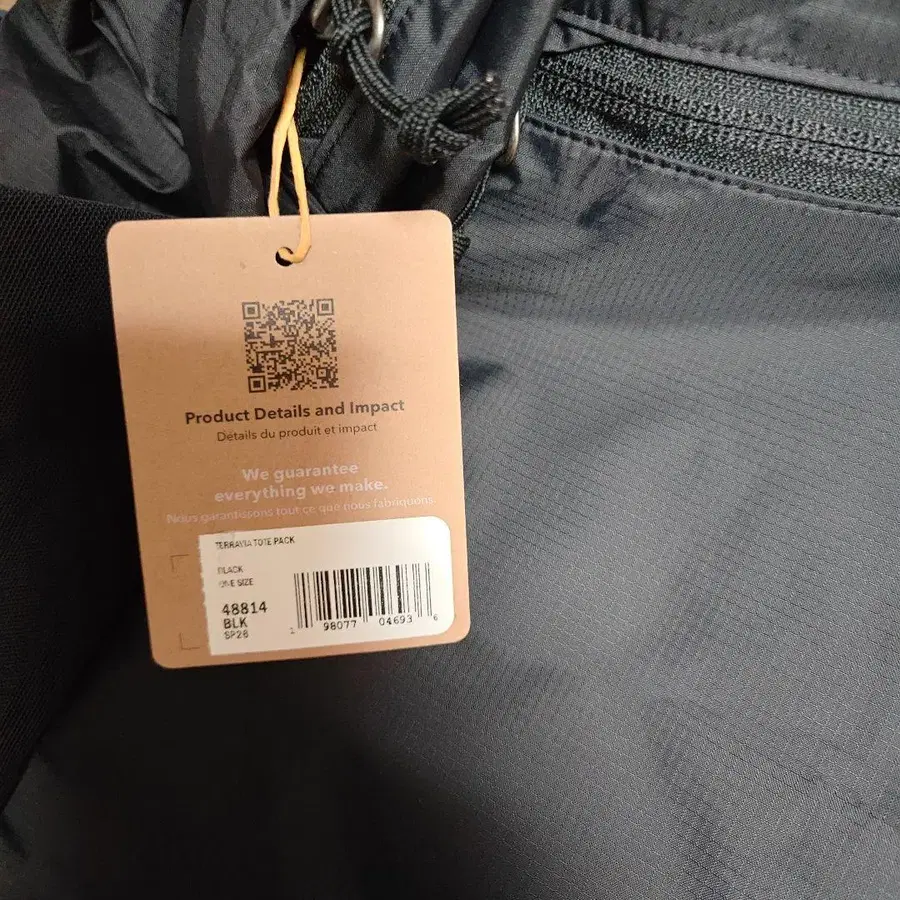 Product Details and Impact
Détails du produit et impact
We guarantee
everything we make.
Nous garantissons tout ce que nous fabriquons.
TERRAVIA TOTE PACK
BLACK
ONE SIZE
48814
BLK
SP26
1 98077 04693 6